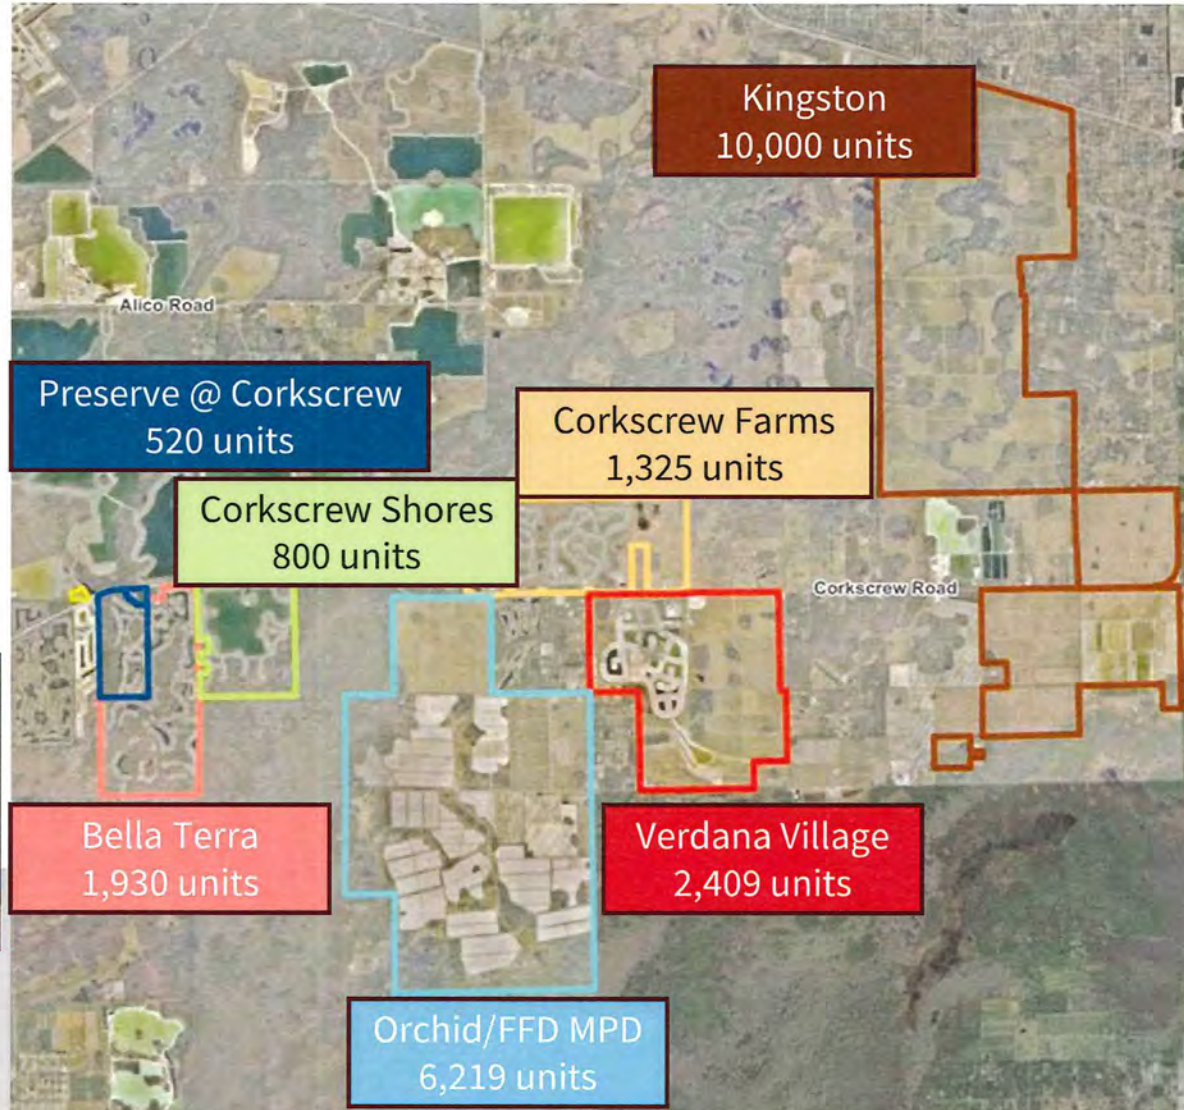 Kingston
10,000 units
Alico Road
Preserve @ Corkscrew
520 units
Corkscrew Farms
1,325 units
Corkscrew Shores
800 units
Corkscrew Road
Bella Terra
1,930 units
Verdana Village
2,409 units
Orchid/FFD MPD
6,219 units